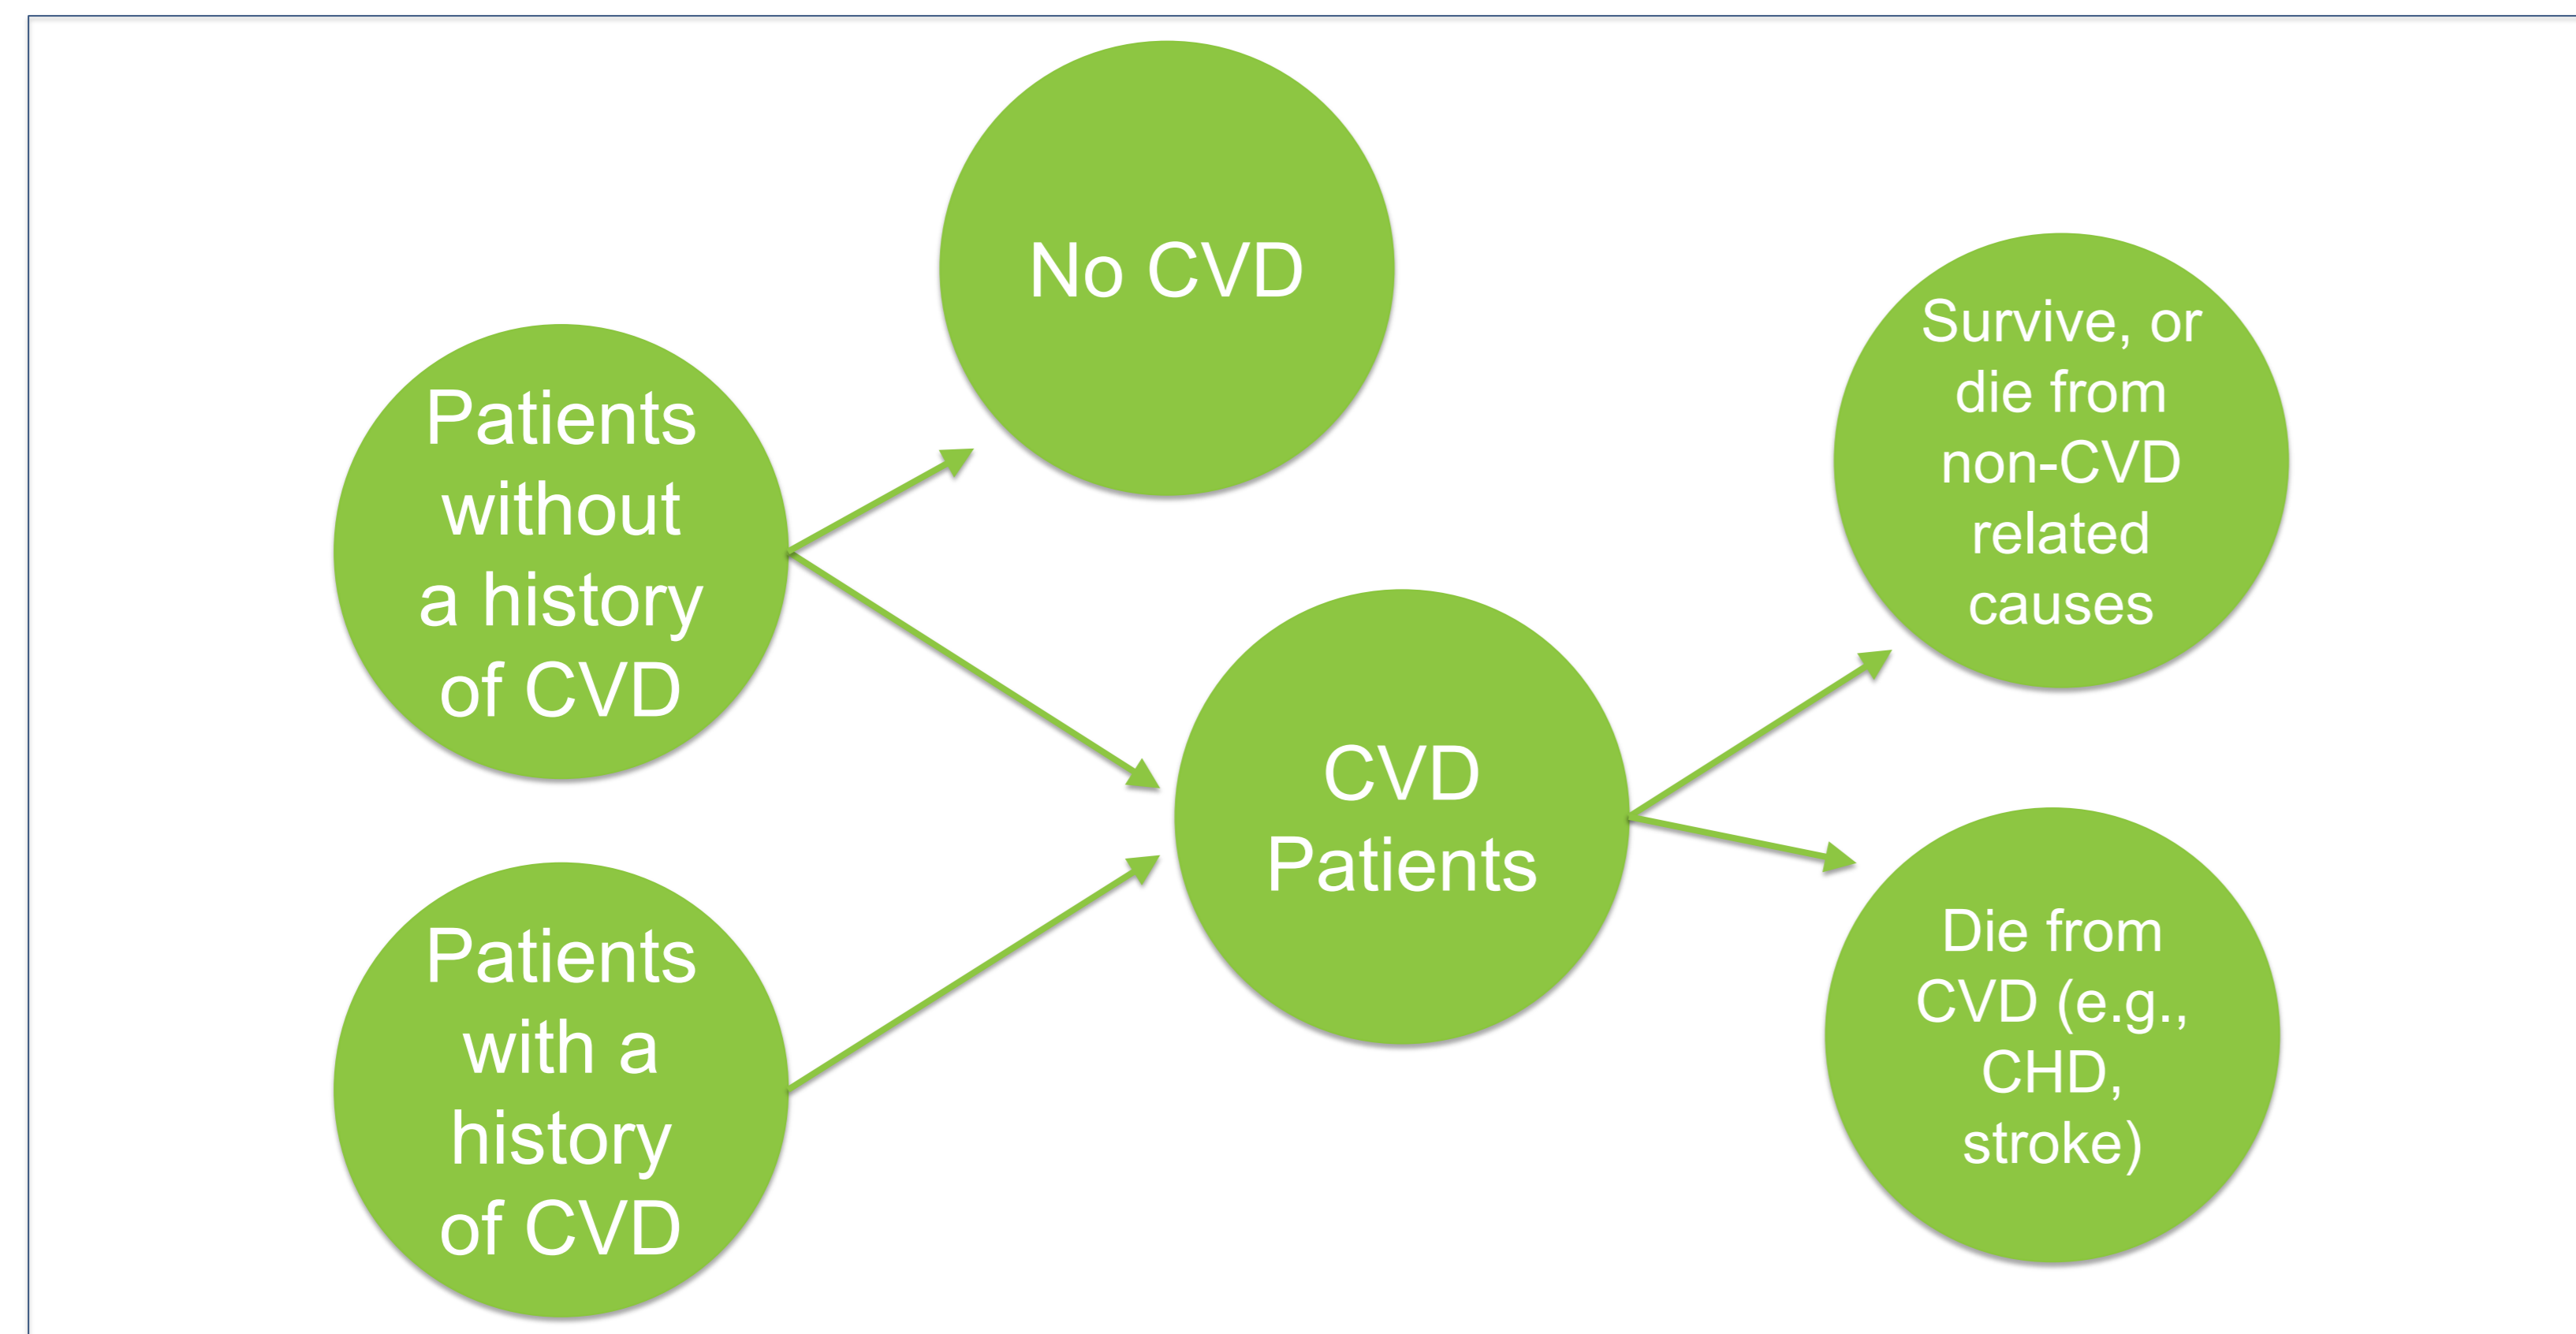 No CVD
Patients
without
a history
of CVD
Survive, or
die from
non-CVD
related
causes
CVD
Patients
Patients
with a
history
of CVD
Die from
CVD (e.g.,
CHD,
stroke)